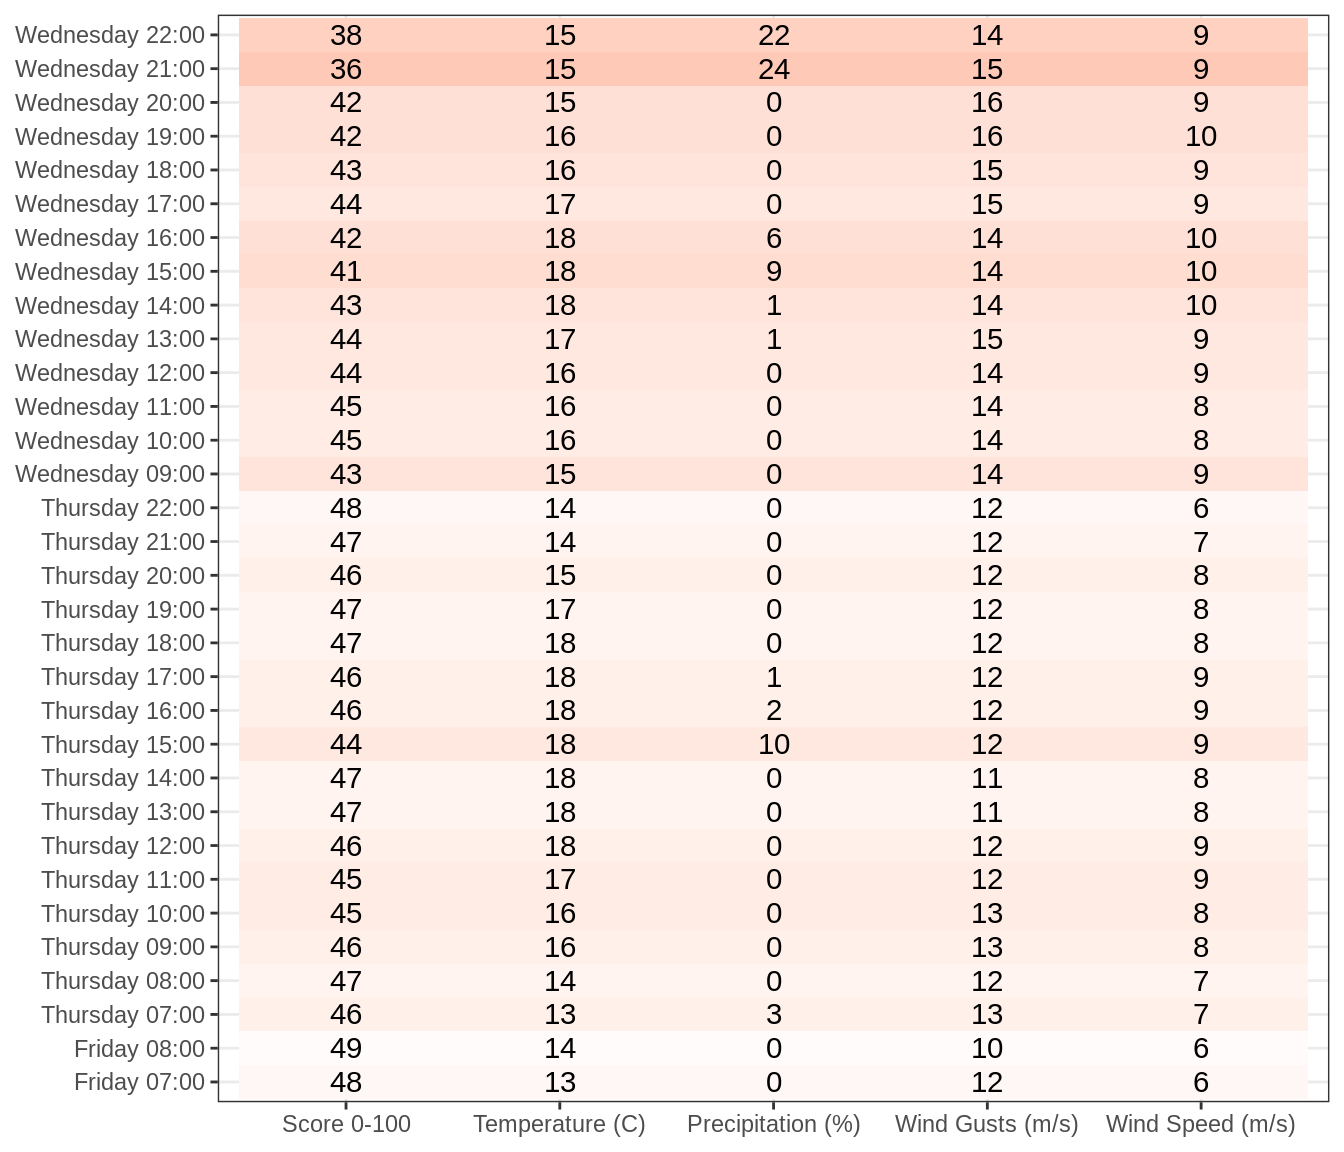 Wednesday 22:00 38 15 22 14 9
Wednesday 21:00 36 15 24 15 9
Wednesday 20:00 42 15 0 16 9
Wednesday 19:00 42 16 0 16 10
Wednesday 18:00 43 16 0 15 9
Wednesday 17:00 44 17 0 15 9
Wednesday 16:00 42 18 6 14 10
Wednesday 15:00 41 18 9 14 10
Wednesday 14:00 43 18 1 14 10
Wednesday 13:00 44 17 1 15 9
Wednesday 12:00 44 16 0 14 9
Wednesday 11:00 45 16 0 14 8
Wednesday 10:00 45 16 0 14 8
Wednesday 09:00 43 15 0 14 9
Thursday 22:00 48 14 0 12 6
Thursday 21:00 47 14 0 12 7
Thursday 20:00 46 15 0 12 8
Thursday 19:00 47 17 0 12 8
Thursday 18:00 47 18 0 12 8
Thursday 17:00 46 18 1 12 9
Thursday 16:00 46 18 2 12 9
Thursday 15:00 44 18 10 12 9
Thursday 14:00 47 18 0 11 8
Thursday 13:00 47 18 0 11 8
Thursday 12:00 46 18 0 12 9
Thursday 11:00 45 17 0 12 9
Thursday 10:00 45 16 0 13 8
Thursday 09:00 46 16 0 13 8
Thursday 08:00 47 14 0 12 7
Thursday 07:00 46 13 3 13 7
Friday 08:00 49 14 0 10 6
Friday 07:00 48 13 0 12 6
Score 0-100 Temperature (C) Precipitation (%) Wind Gusts (m/s) Wind Speed (m/s)